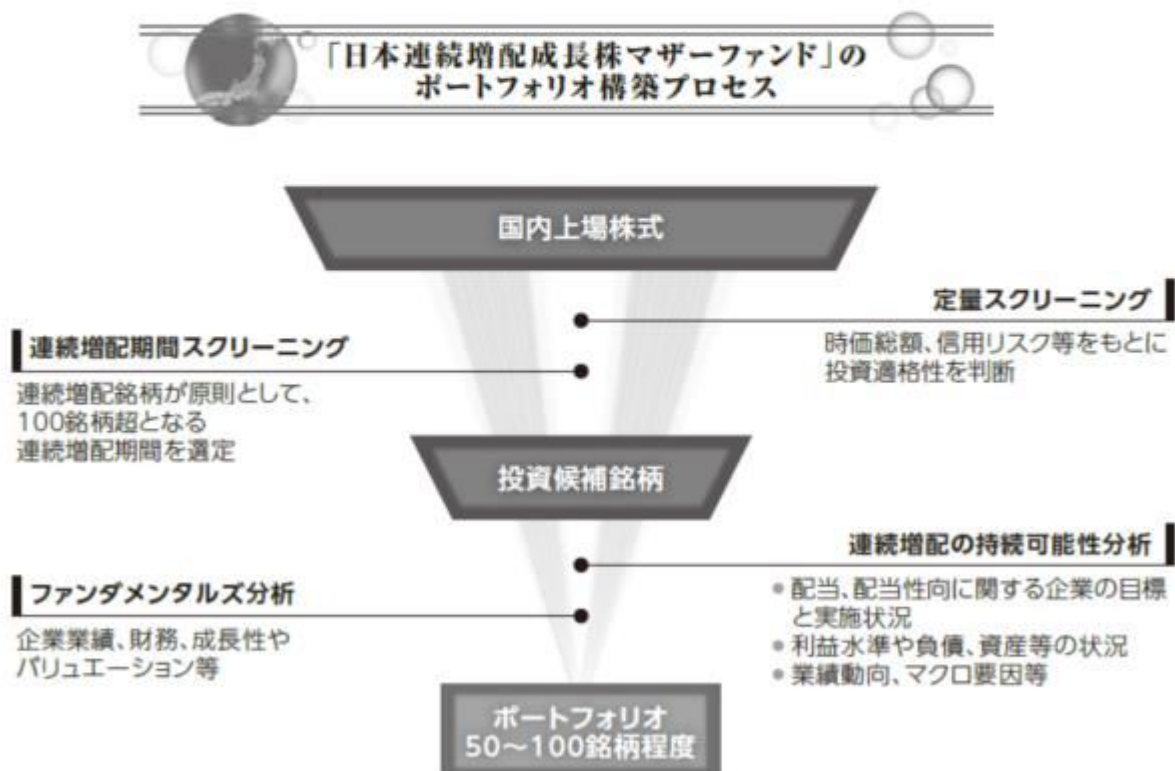 「日本連続増配成長株マザーファンド」の
ポートフォリオ構築プロセス
国内上場株式
定量スクリーニング
時価総額、信用リスク等をもとに
投資適格性を判断
連続増配期間スクリーニング
連続増配銘柄が原則として、
100銘柄超となる
連続増配期間を選定
投資候補銘柄
連続増配の持続可能性分析
●配当、配当性向に関する企業の目標
と実施状況
●利益水準や負債、資産等の状況
●業績動向、マクロ要因等
ファンダメンタルズ分析
企業業績、財務、成長性や
バリュエーション等
ポートフォリオ
50～100銘柄程度